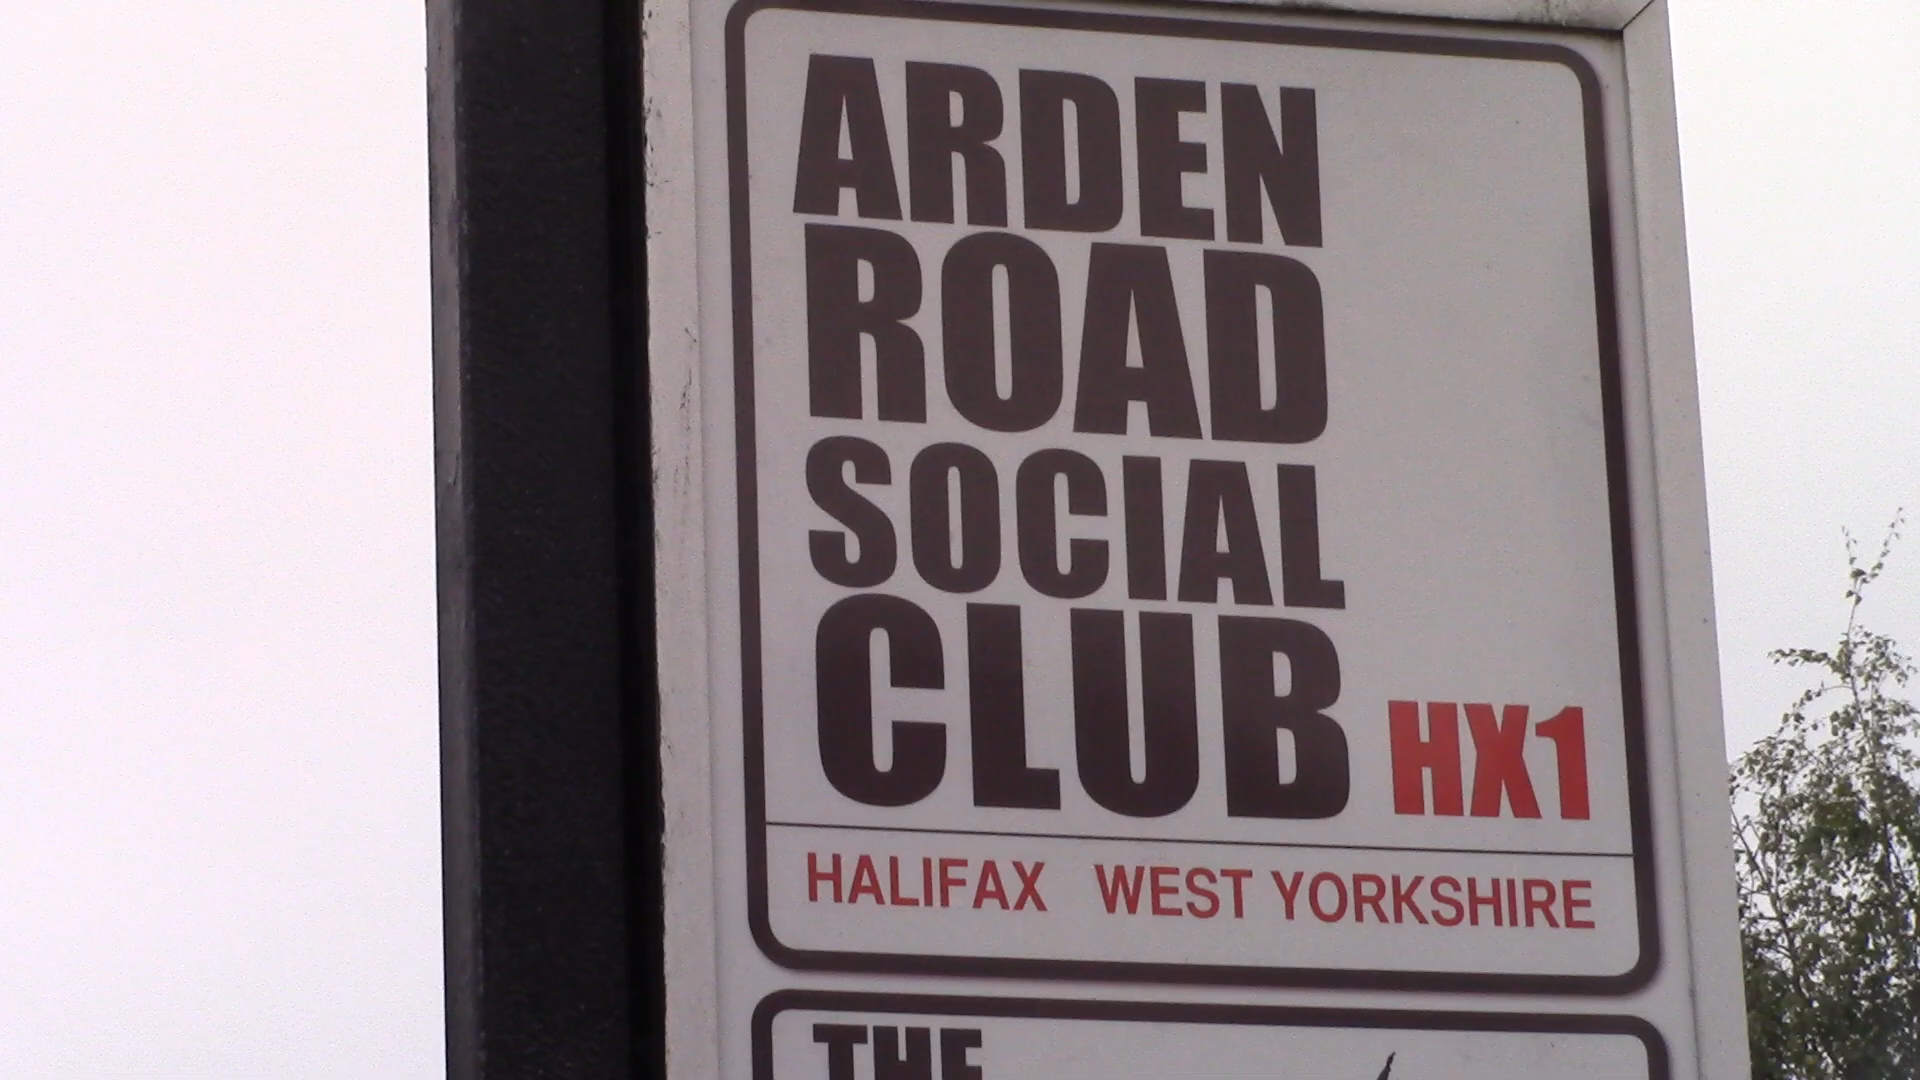 ARDEN
ROAD
SOCIAL
CLUB HX1
HALIFAX WEST YORKSHIRE
THE